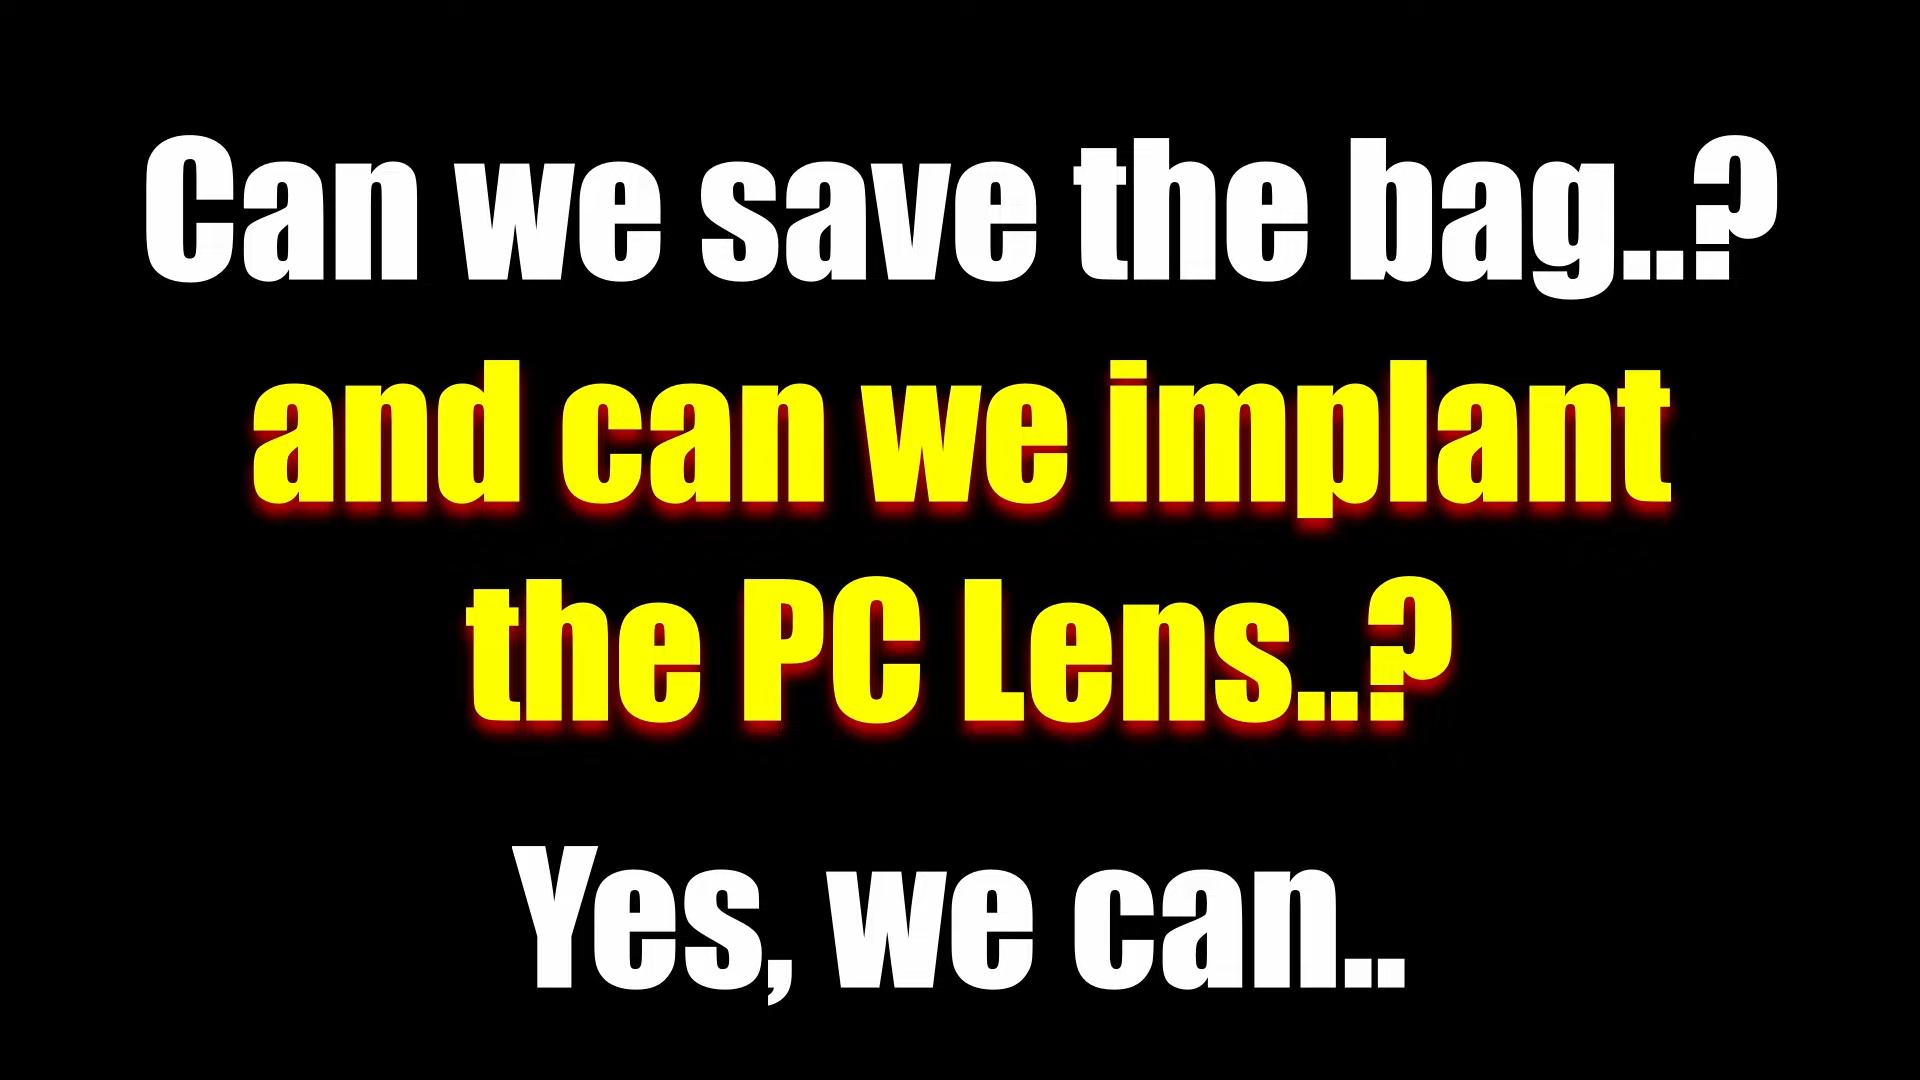 Can we save the bag..?
and can we implant
the PC Lens..?
Yes, we can..